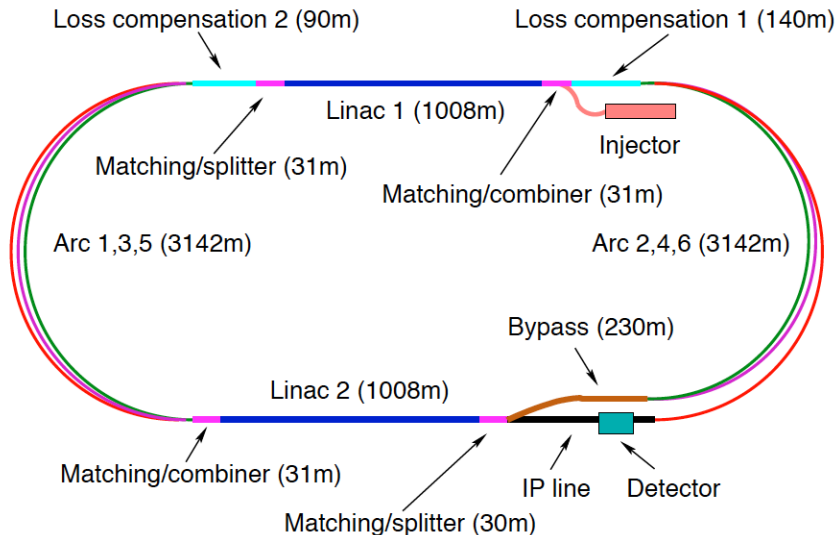 Loss compensation 2 (90m)
Loss compensation 1 (140m)
Linac 1 (1008m)
Injector
Matching/splitter (31m)
Matching/combiner (31m)
Arc 1,3,5 (3142m)
Arc 2,4,6 (3142m)
Bypass (230m)
Linac 2 (1008m)
Matching/combiner (31m)
IP line
Detector
Matching/splitter (30m)